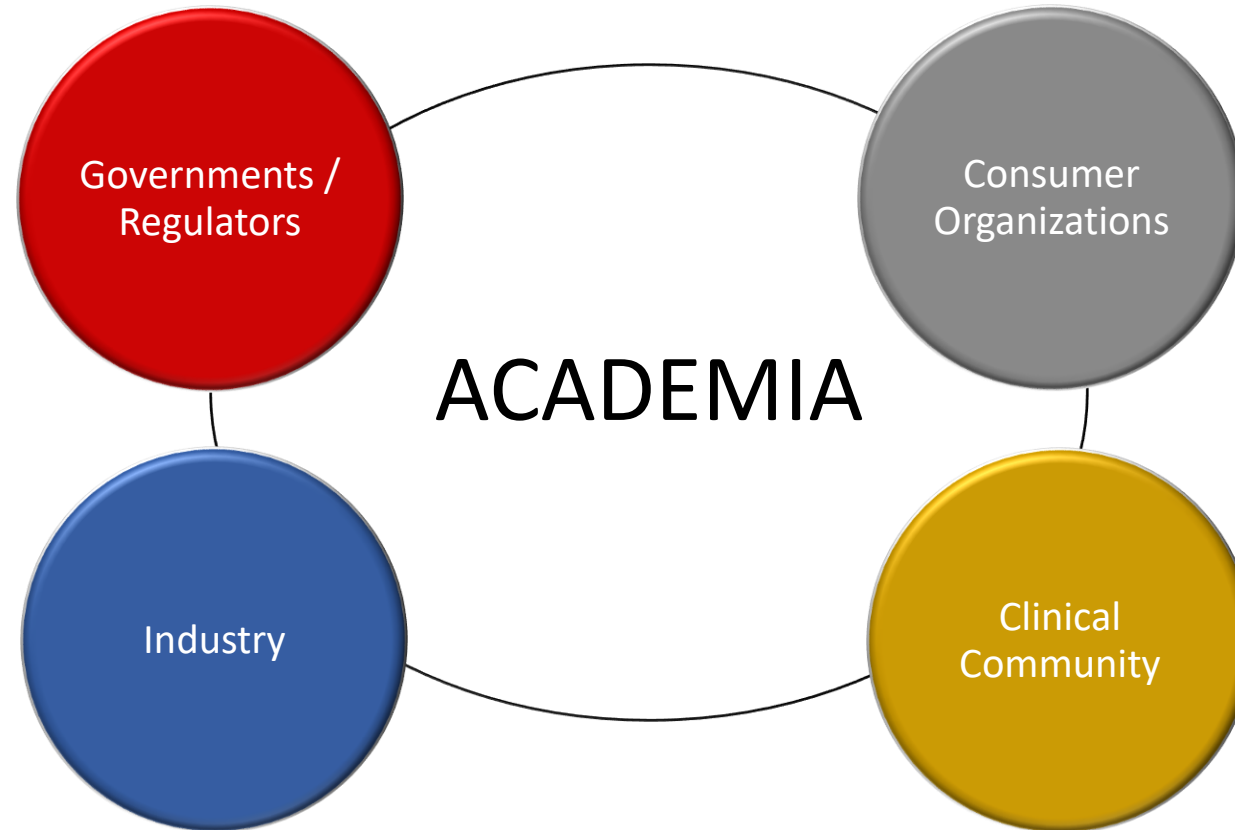 Governments /
Regulators
Consumer
Organizations
ACADEMIA
Industry
Clinical
Community